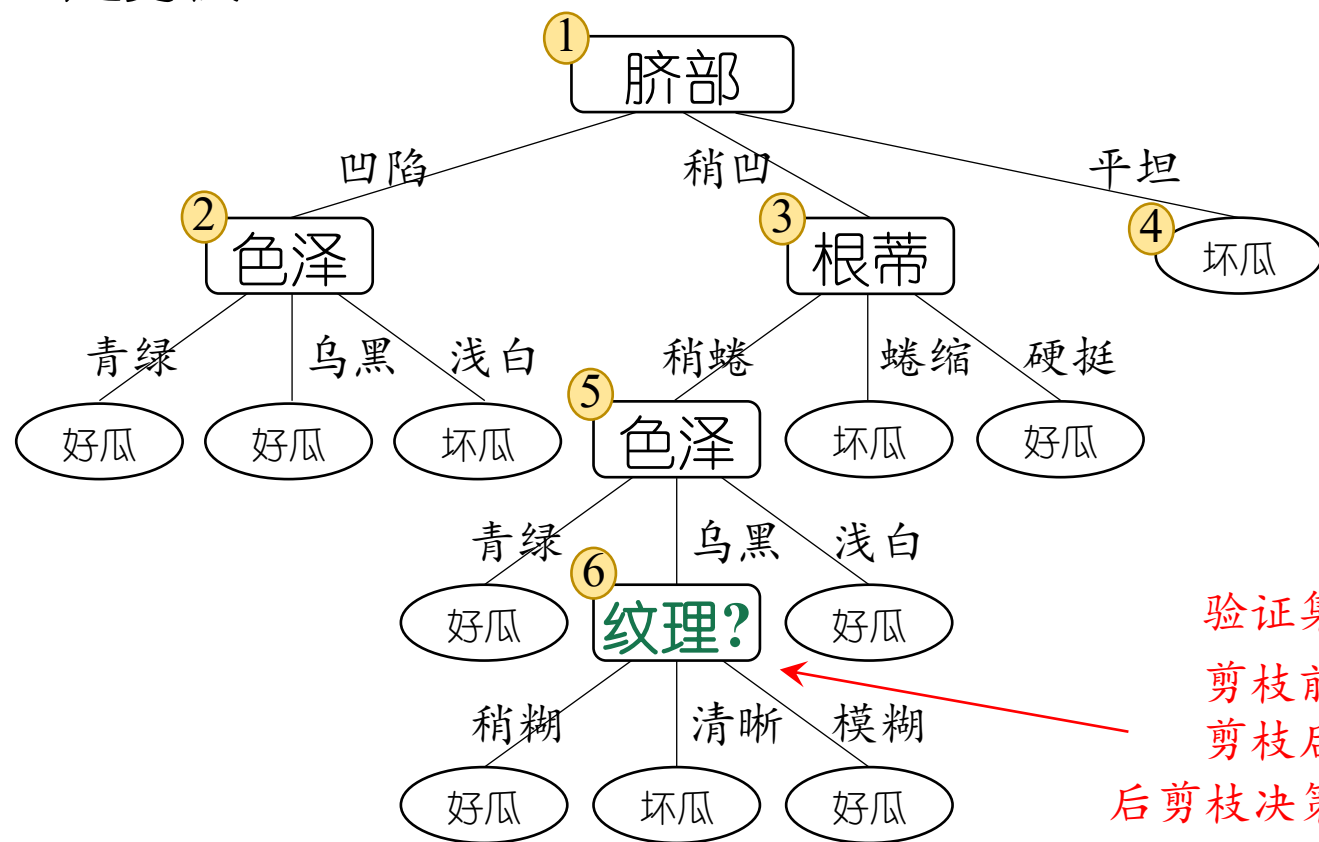 1
脐部
凹陷
稍凹
平坦
2
色泽
3
根蒂
4
坏瓜
青绿
乌黑
浅白
稍蜷
蜷缩
硬挺
好瓜
好瓜
坏瓜
5
色泽
坏瓜
好瓜
青绿
乌黑
浅白
好瓜
6
纹理?
好瓜
验证集
剪枝前
剪枝后
后剪枝决策
稍糊
清晰
模糊
好瓜
坏瓜
好瓜